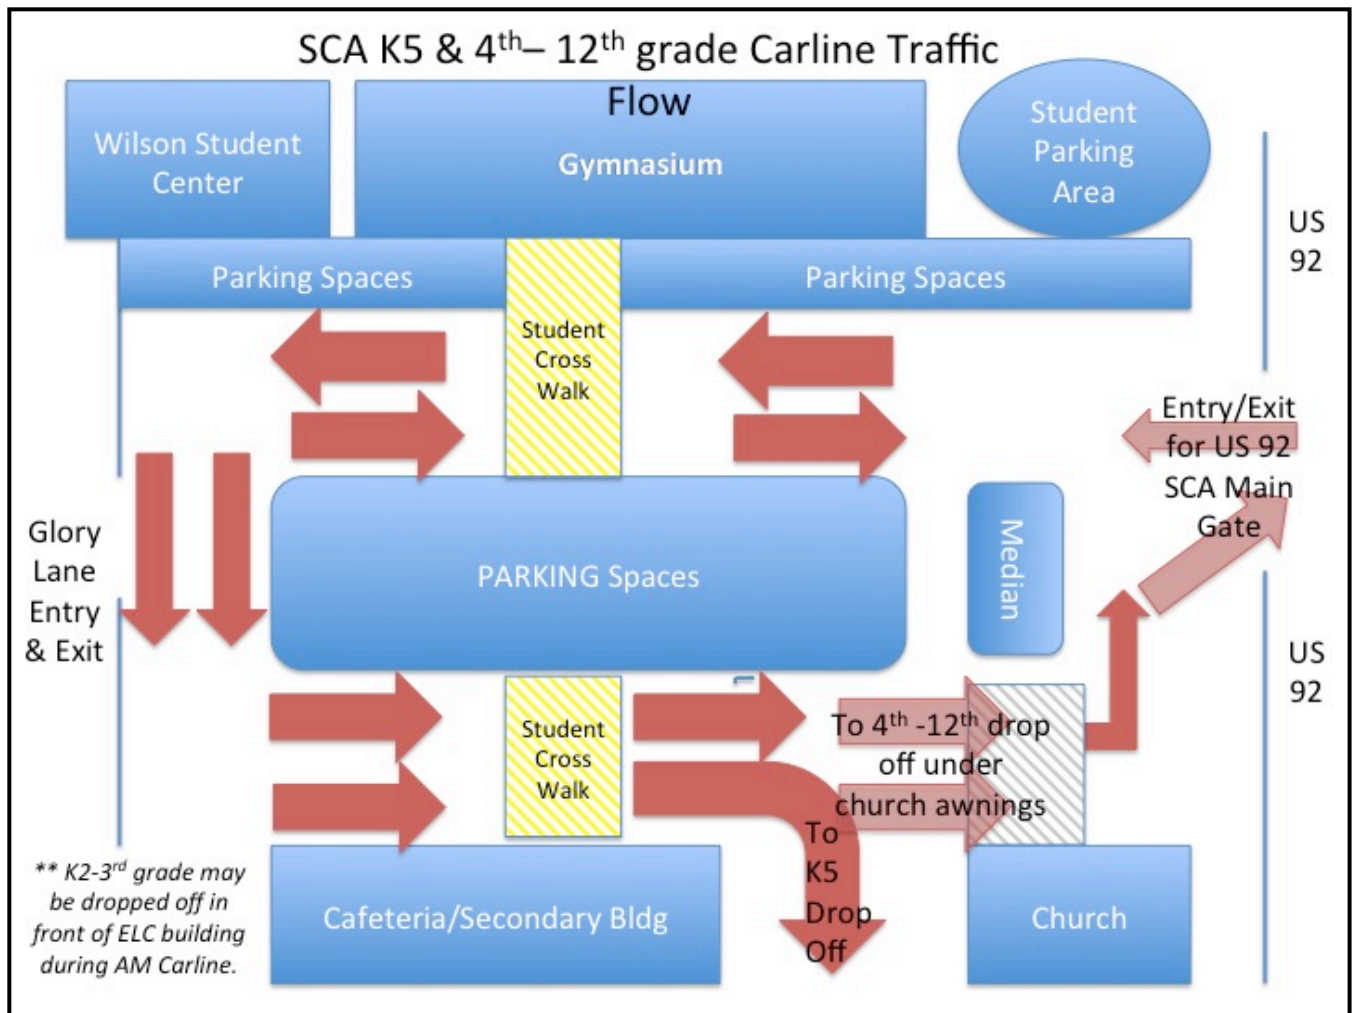 SCA K5 & 4th– 12th grade Carline Traffic
Flow
Wilson Student
Center
Gymnasium
Student
Parking
Area
US
92
Parking Spaces
Parking Spaces
Student
Cross
Walk
Entry/Exit
for US 92
SCA Main
Gate
Glory
Lane
Entry
& Exit
PARKING Spaces
Median
US
92
Student
Cross
Walk
To 4th -12th drop
off under
church awnings
To
K5
Drop
Off
** K2-3rd grade may
be dropped off in
front of ELC building
during AM Carline.
Cafeteria/Secondary Bldg
Church